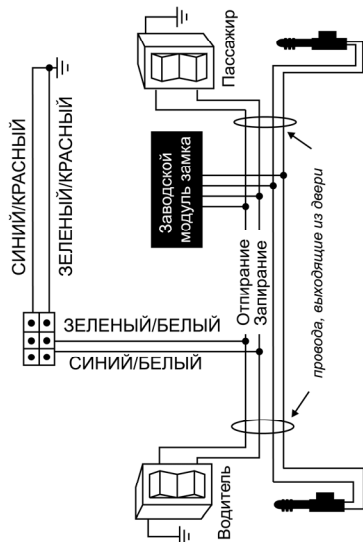 СИНИЙ/КРАСНЫЙ
ЗЕЛЕНЫЙ/КРАСНЫЙ
ЗЕЛЕНЫЙ/БЕЛЫЙ
СИНИЙ/БЕЛЫЙ
Пассажир
Заводской
модуль замка
Отпирание
Запирание
провода, выходящие из двери
Водитель